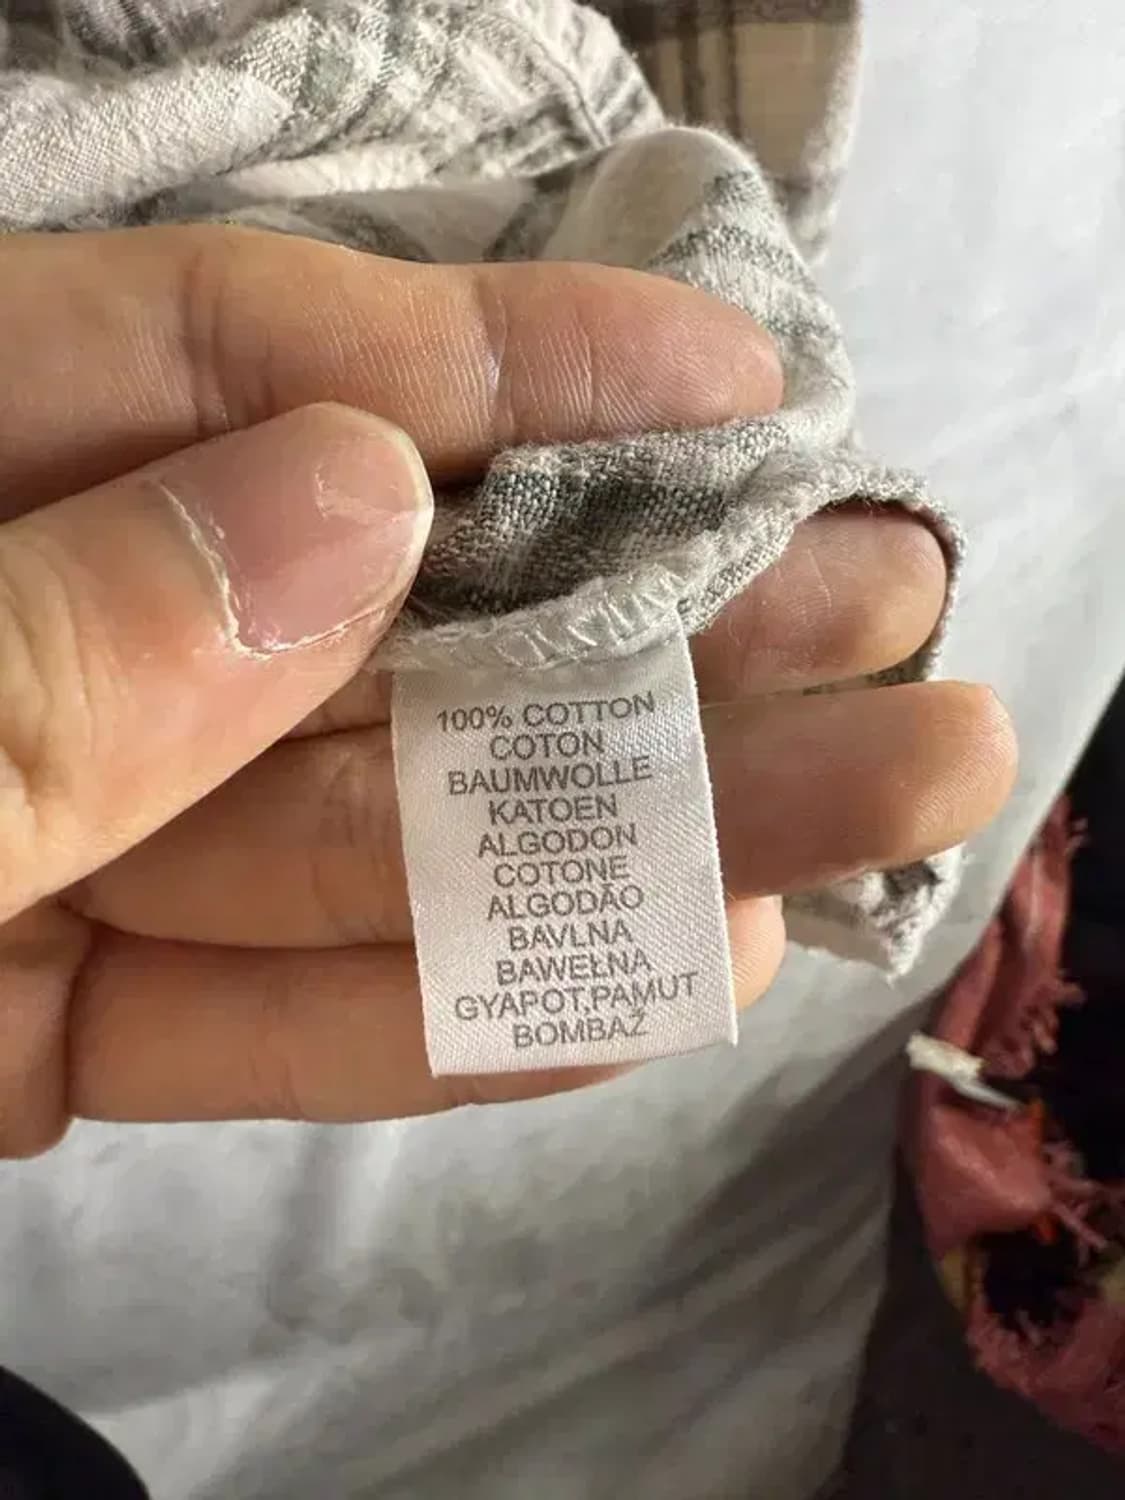 100% COTTON
COTON
BAUMWOLLE
KATOEN
ALGODON
COTONE
ALGODÃO
BAVLNA
BAWEŁNA
GYAPOT,PAMUT
BOMBAŽ